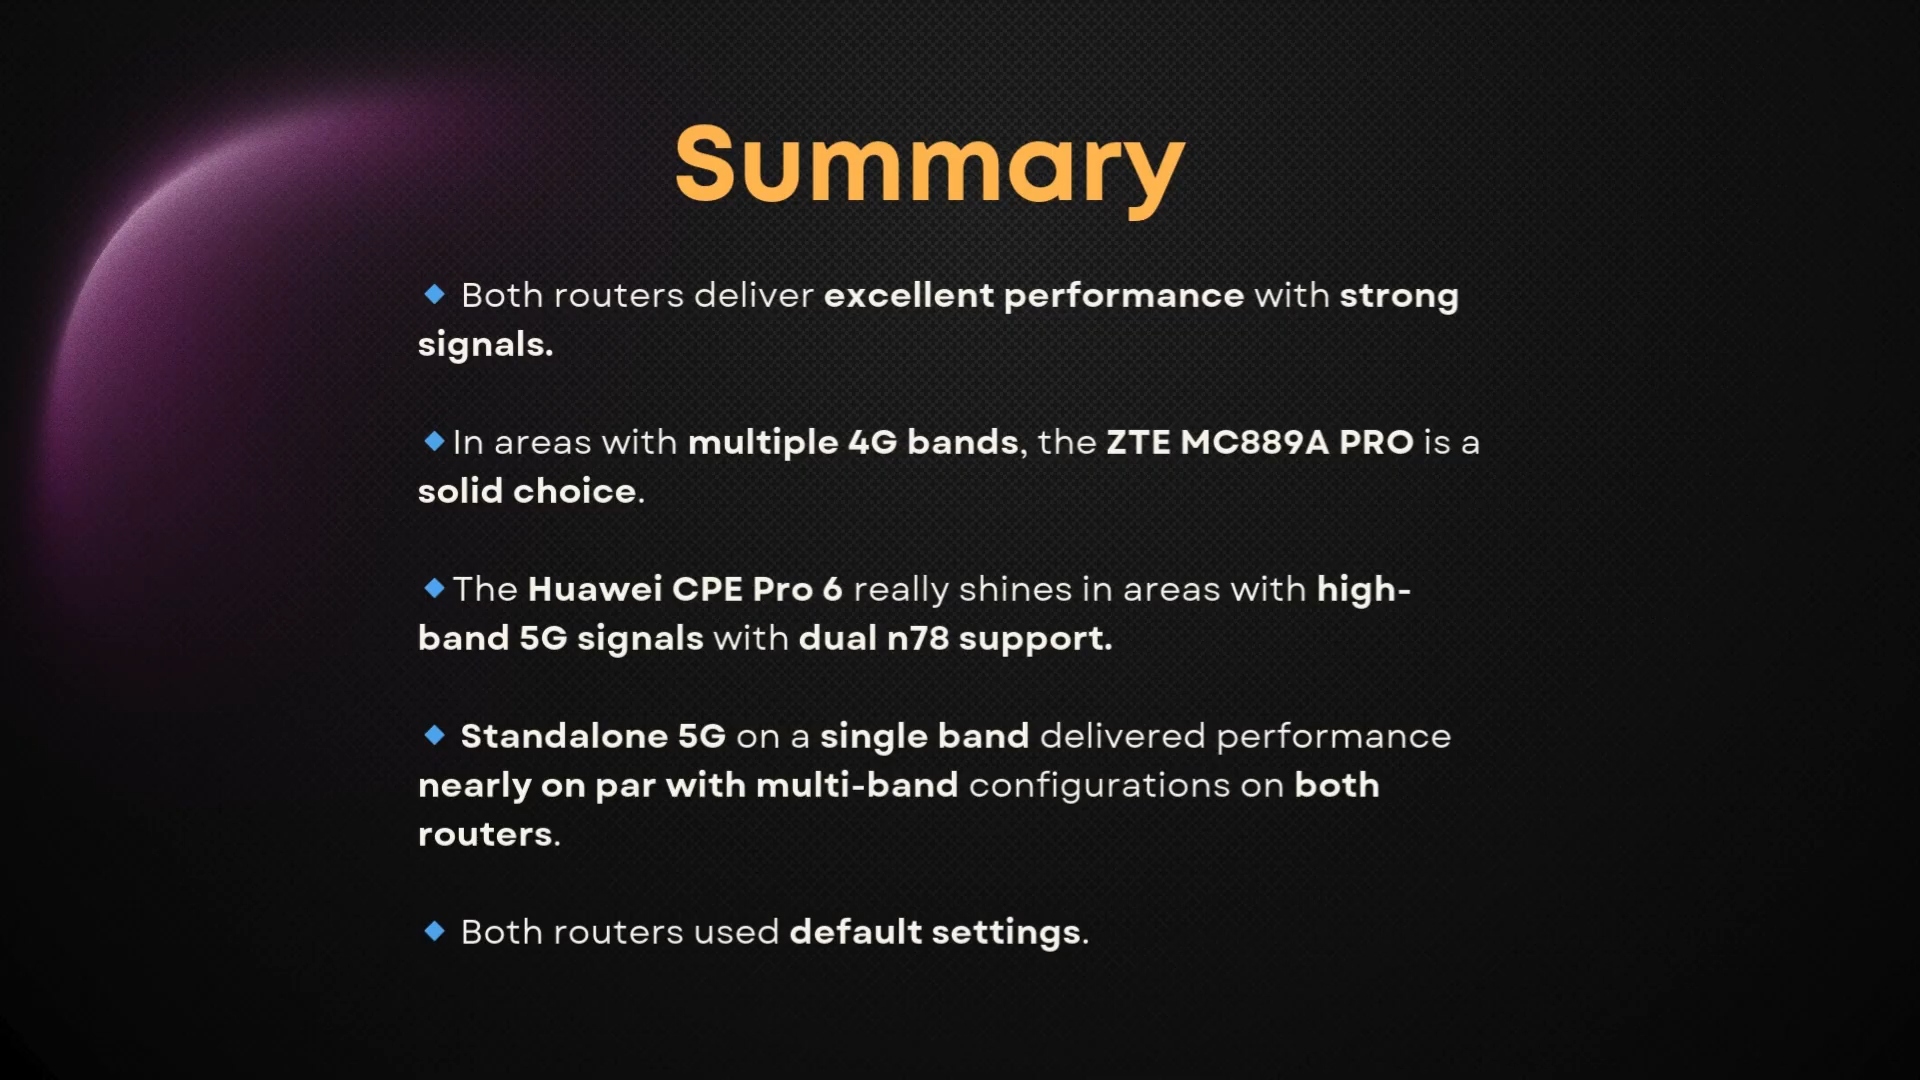 Summary
🔹 Both routers deliver excellent performance with strong
signals.
🔹In areas with multiple 4G bands, the ZTE MC889A PRO is a
solid choice.
🔹The Huawei CPE Pro 6 really shines in areas with high-
band 5G signals with dual n78 support.
🔹 Standalone 5G on a single band delivered performance
nearly on par with multi-band configurations on both
routers.
🔹 Both routers used default settings.